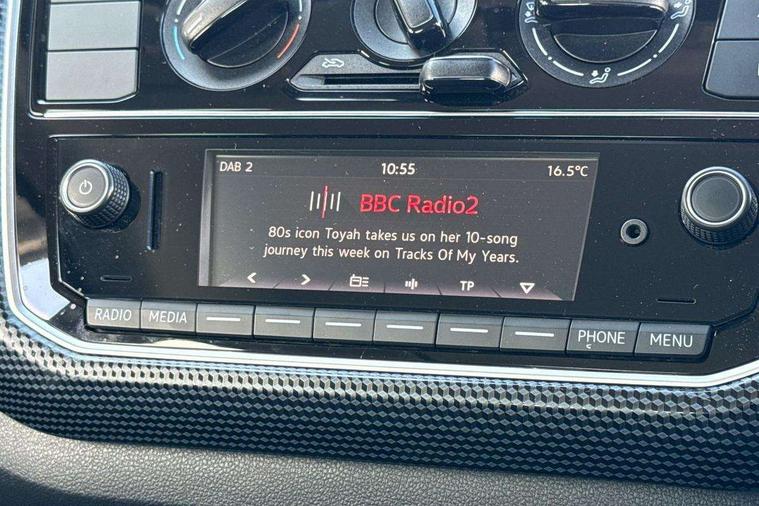 DAB 2 10:55 16.5°C
BBC Radio2
80s icon Toyah takes us on her 10-song
journey this week on Tracks Of My Years.
TP
RADIO MEDIA PHONE MENU